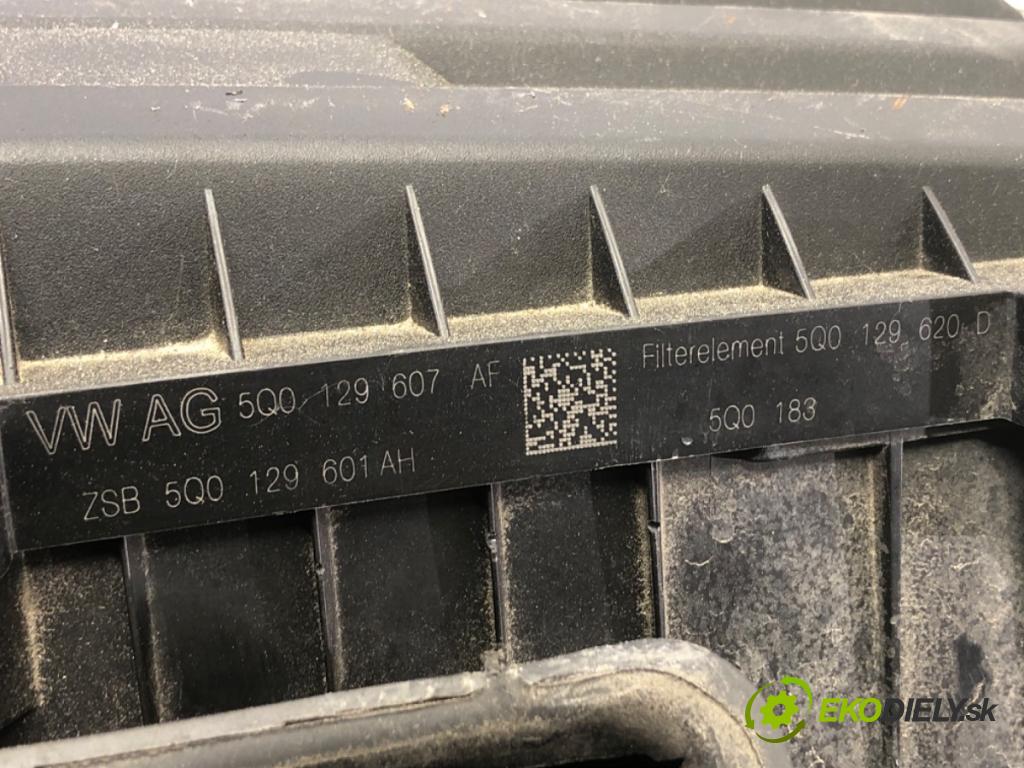 VW AG 5Q0 129 607 AF
ZSB 5Q0 129 601 AH
Filterelement 5Q0 129 620 D
5Q0 183
EKODIELY.sk